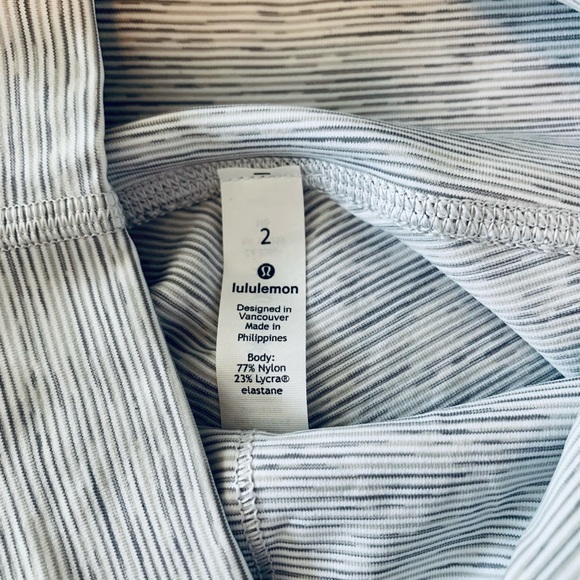 2
lululemon
Designed in
Vancouver
Made in
Philippines
Body:
77% Nylon
23% Lycra®
elastane